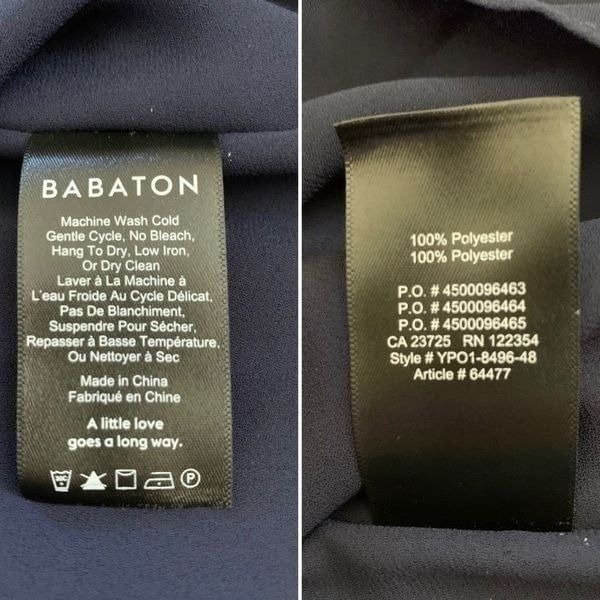 BABATON
Machine Wash Cold
Gentle Cycle, No Bleach,
Hang To Dry, Low Iron,
Or Dry Clean
Laver à La Machine à
L'eau Froide Au Cycle Délicat,
Pas De Blanchiment,
Suspendre Pour Sécher,
Repasser à Basse Température,
Ou Nettoyer à Sec
Made in China
Fabriqué en Chine
A little love
goes a long way.
30C
P
100% Polyester
100% Polyester
P.O. # 4500096463
P.O. # 4500096464
P.O. # 4500096465
CA 23725 RN 122354
Style # YPO1-8496-48
Article # 64477